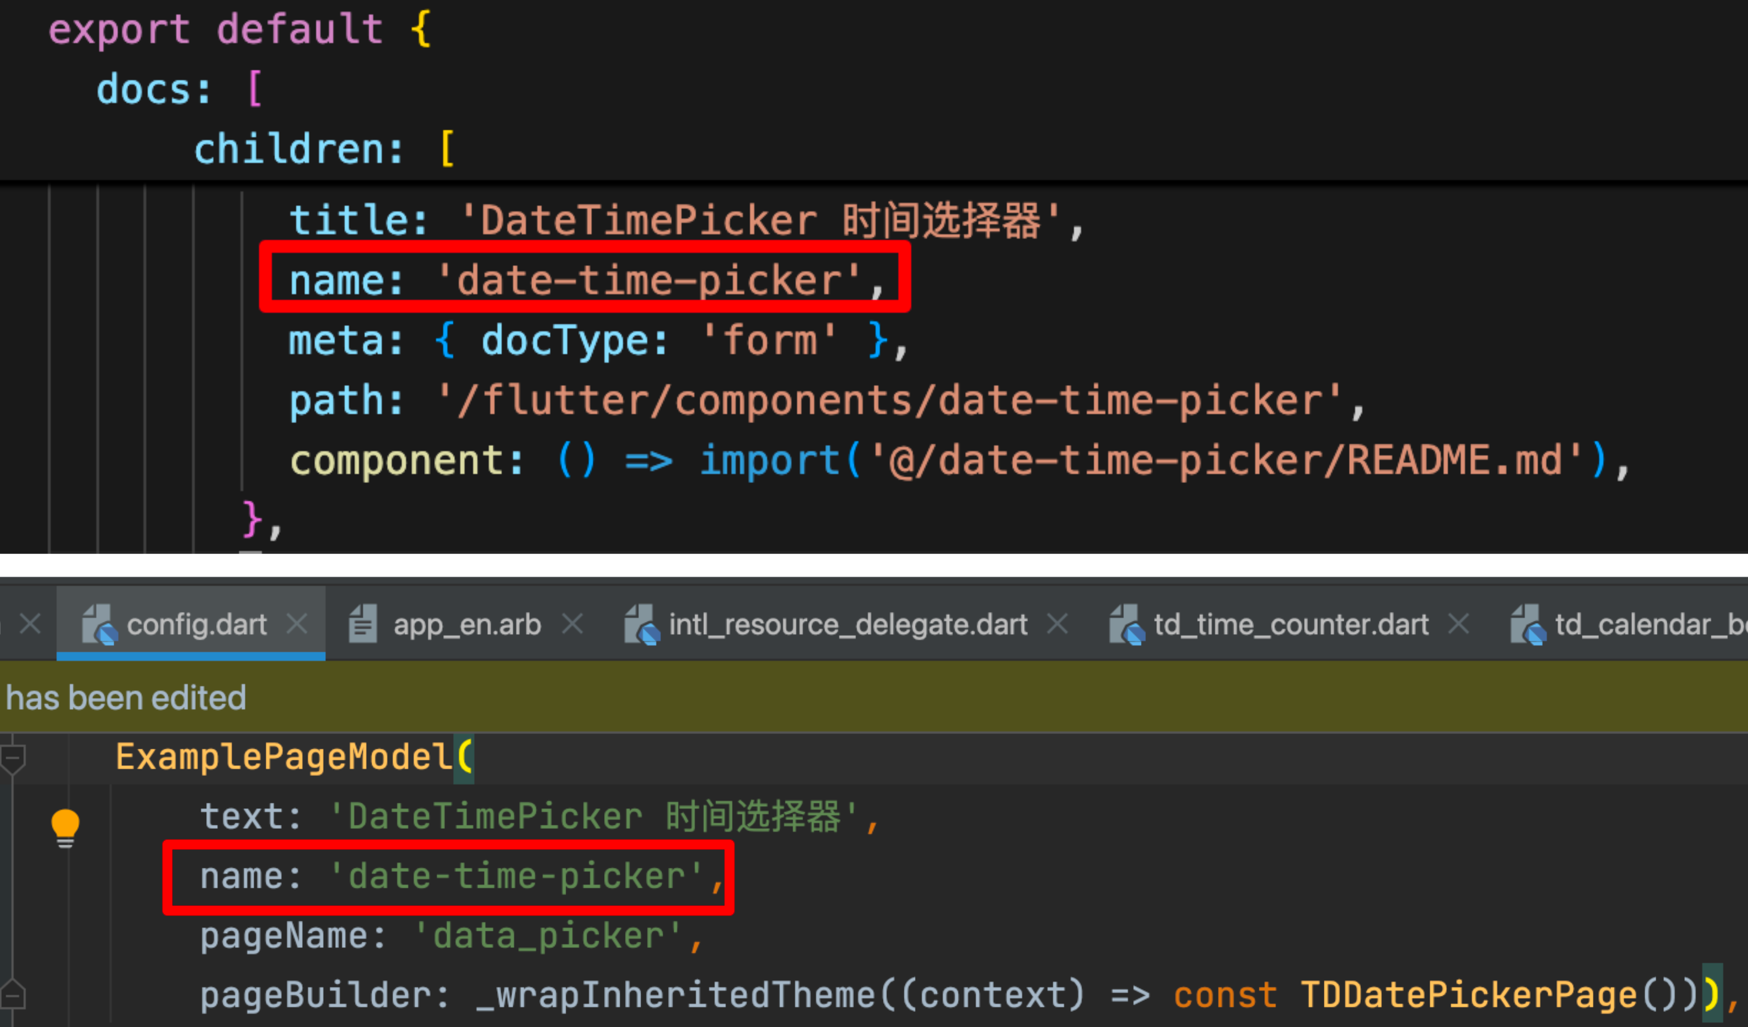 export default {
docs: [
children: [
title: 'DateTimePicker 时间选择器',
name: 'date-time-picker',
meta: { docType: 'form' },
path: '/flutter/components/date-time-picker',
component: () => import('@/date-time-picker/README.md'),
},
config.dart app_en.arb intl_resource_delegate.dart td_time_counter.dart td_calendar_b
has been edited
ExamplePageModel(
text: 'DateTimePicker 时间选择器',
name: 'date-time-picker',
pageName: 'data_picker',
pageBuilder: _wrapInheritedTheme((context) => const TDDatePickerPage())),